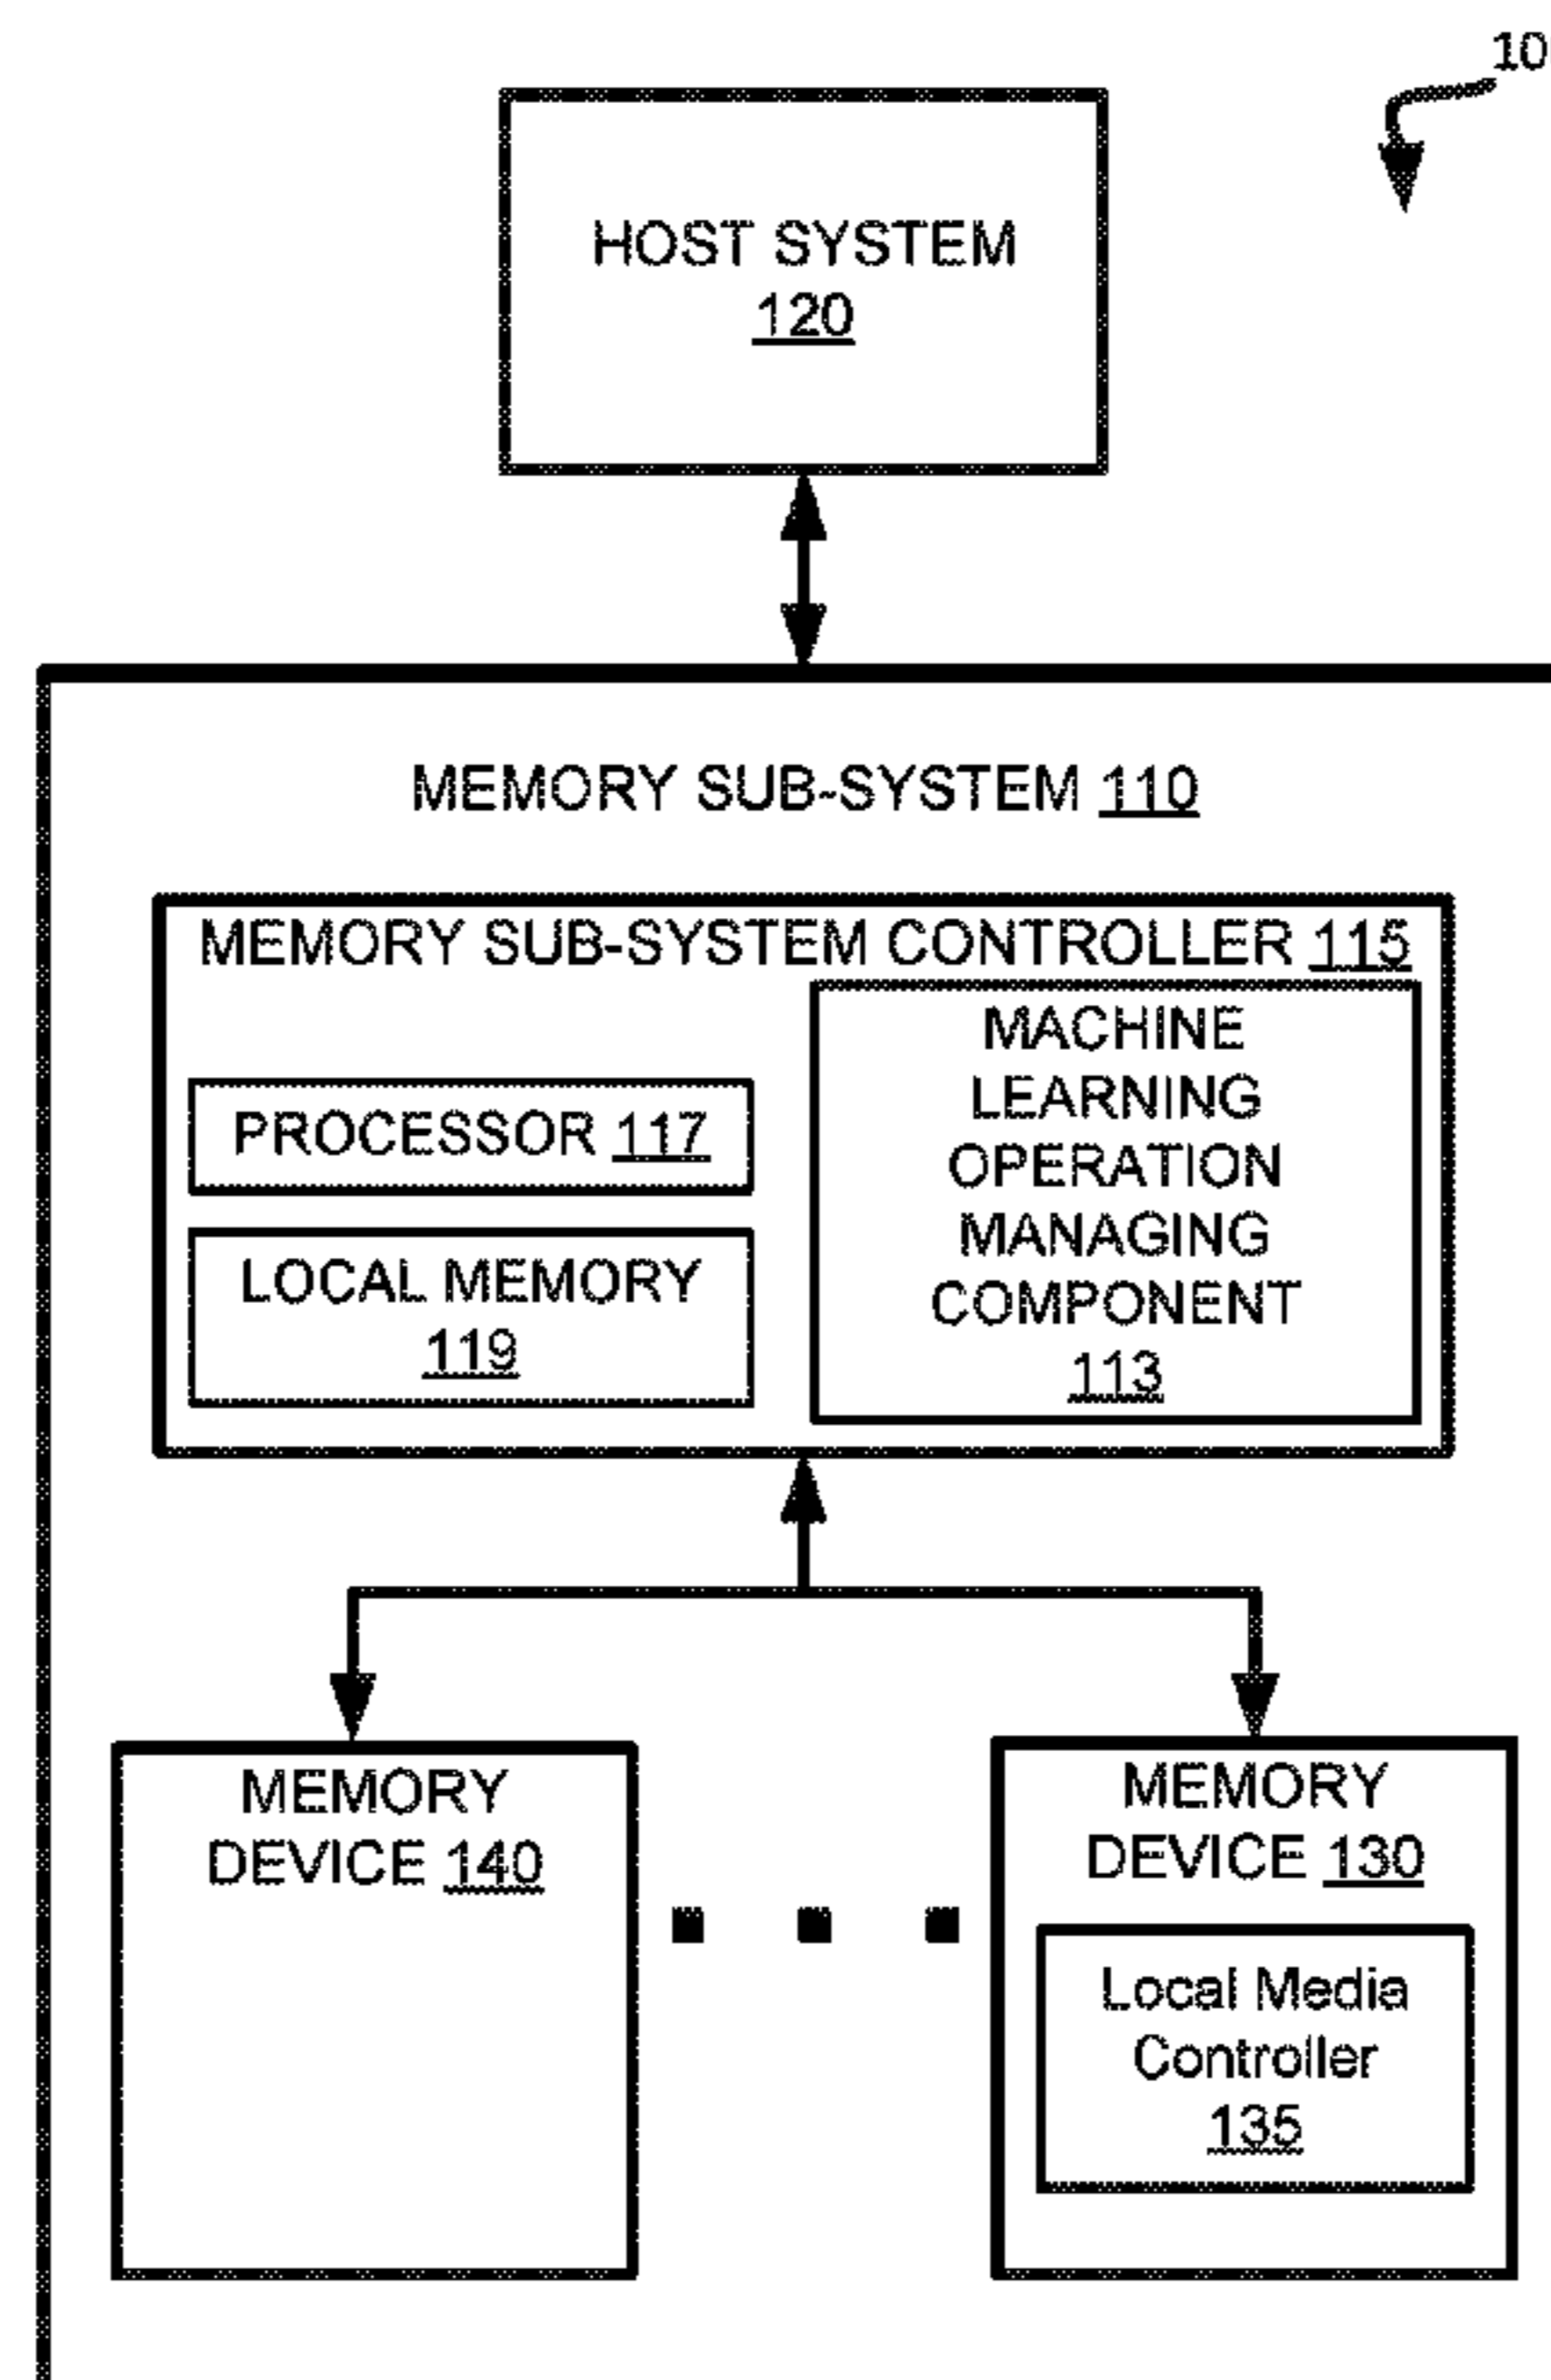 10
HOST SYSTEM
120
MEMORY SUB-SYSTEM 110
MEMORY SUB-SYSTEM CONTROLLER 115
PROCESSOR 117
LOCAL MEMORY
119
MACHINE
LEARNING
OPERATION
MANAGING
COMPONENT
113
MEMORY
DEVICE 140
MEMORY
DEVICE 130
Local Media
Controller
135